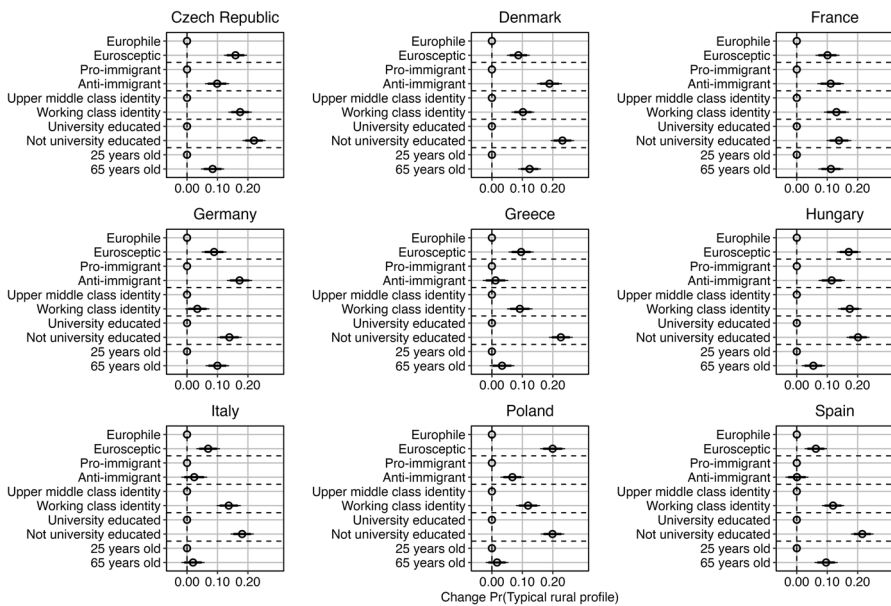 Czech Republic
Europhile
Eurosceptic
Pro-immigrant
Anti-immigrant
Upper middle class identity
Working class identity
University educated
Not university educated
25 years old
65 years old
0.00 0.10 0.20
Denmark
Europhile
Eurosceptic
Pro-immigrant
Anti-immigrant
Upper middle class identity
Working class identity
University educated
Not university educated
25 years old
65 years old
0.00 0.10 0.20
France
Europhile
Eurosceptic
Pro-immigrant
Anti-immigrant
Upper middle class identity
Working class identity
University educated
Not university educated
25 years old
65 years old
0.00 0.10 0.20
Germany
Europhile
Eurosceptic
Pro-immigrant
Anti-immigrant
Upper middle class identity
Working class identity
University educated
Not university educated
25 years old
65 years old
0.00 0.10 0.20
Greece
Europhile
Eurosceptic
Pro-immigrant
Anti-immigrant
Upper middle class identity
Working class identity
University educated
Not university educated
25 years old
65 years old
0.00 0.10 0.20
Hungary
Europhile
Eurosceptic
Pro-immigrant
Anti-immigrant
Upper middle class identity
Working class identity
University educated
Not university educated
25 years old
65 years old
0.00 0.10 0.20
Italy
Europhile
Eurosceptic
Pro-immigrant
Anti-immigrant
Upper middle class identity
Working class identity
University educated
Not university educated
25 years old
65 years old
0.00 0.10 0.20
Poland
Europhile
Eurosceptic
Pro-immigrant
Anti-immigrant
Upper middle class identity
Working class identity
University educated
Not university educated
25 years old
65 years old
0.00 0.10 0.20
Spain
Europhile
Eurosceptic
Pro-immigrant
Anti-immigrant
Upper middle class identity
Working class identity
University educated
Not university educated
25 years old
65 years old
0.00 0.10 0.20
Change Pr(Typical rural profile)